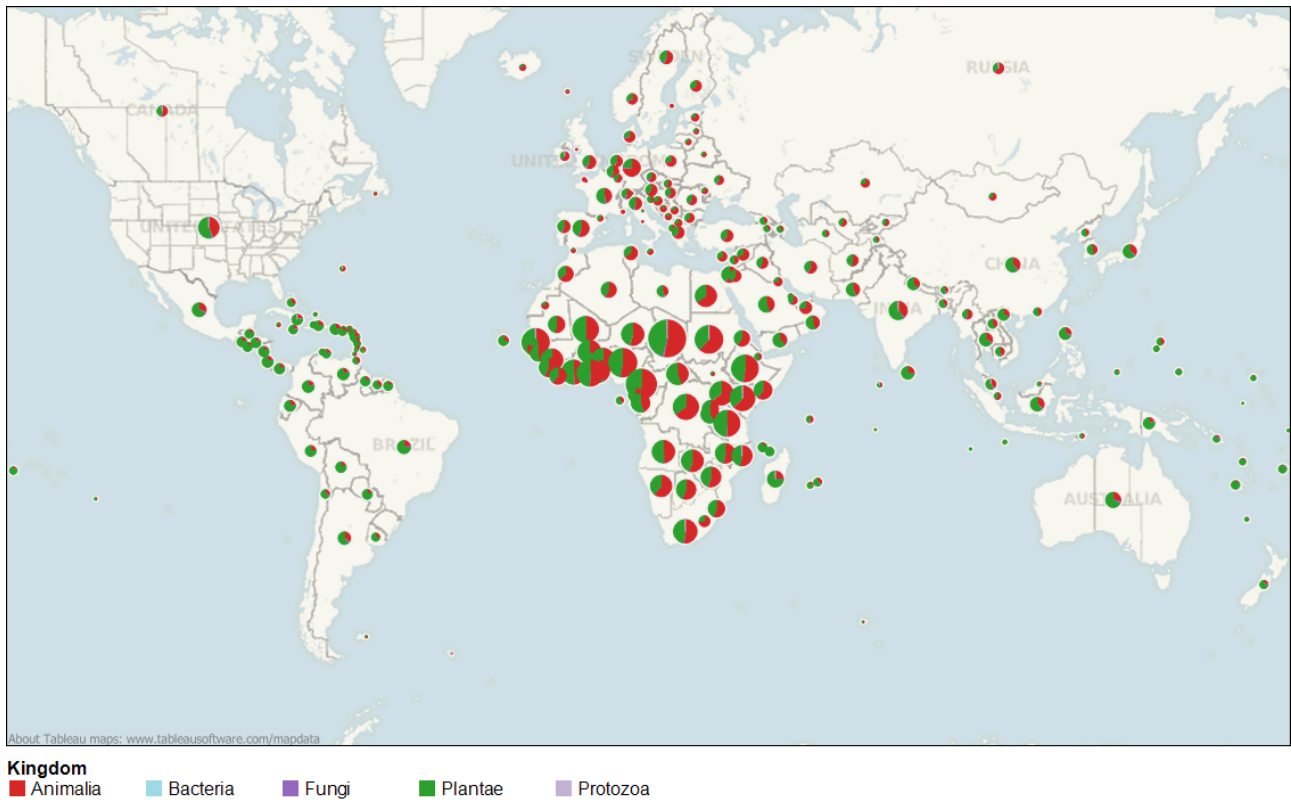 SWEDEN
RUSSIA
CANADA
UNITED STATES
CHINA
INDIA
BRAZIL
AUSTRALIA
About Tableau maps: www.tableausoftware.com/mapdata
Kingdom
Animalia
Bacteria
Fungi
Plantae
Protozoa